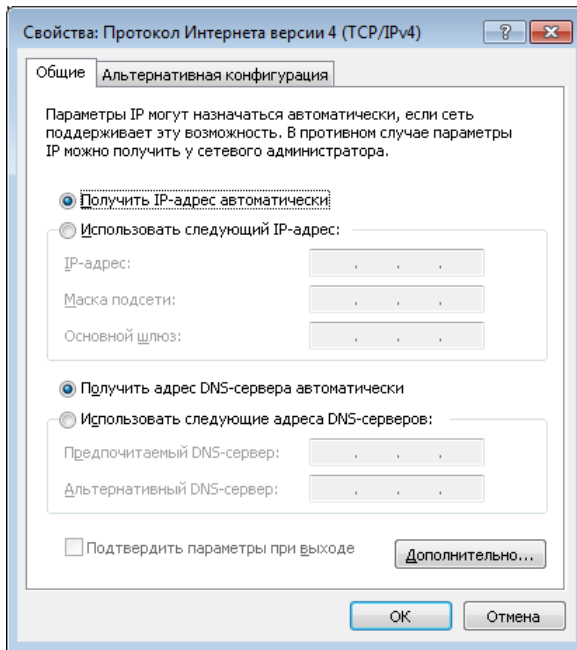 Свойства: Протокол Интернета версии 4 (TCP/IPv4)
Общие
Альтернативная конфигурация
Параметры IP могут назначаться автоматически, если сеть
поддерживает эту возможность. В противном случае параметры
IP можно получить у сетевого администратора.
Получить IP-адрес автоматически
Использовать следующий IP-адрес:
IP-адрес:
Маска подсети:
Основной шлюз:
Получить адрес DNS-сервера автоматически
Использовать следующие адреса DNS-серверов:
Предпочитаемый DNS-сервер:
Альтернативный DNS-сервер:
Подтвердить параметры при выходе
Дополнительно...
ОК
Отмена